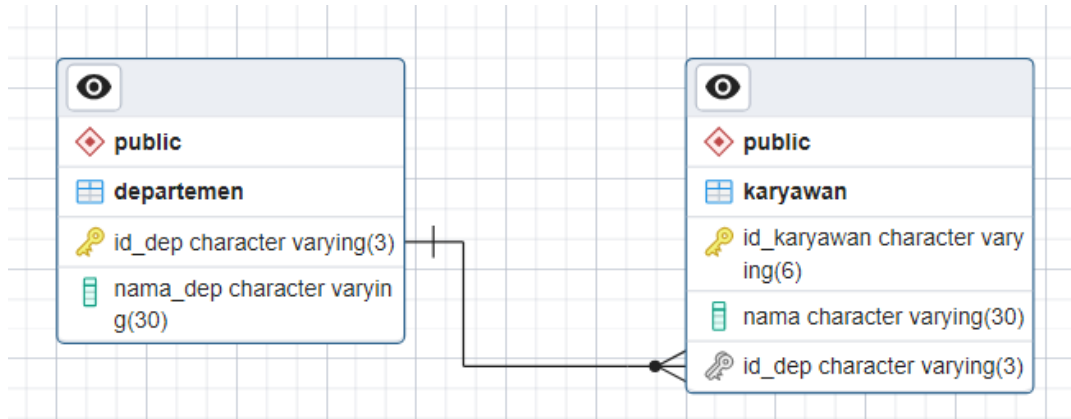 public
departemen
id_dep character varying(3)
nama_dep character varyin
g(30)
public
karyawan
id_karyawan character vary
ing(6)
nama character varying(30)
id_dep character varying(3)